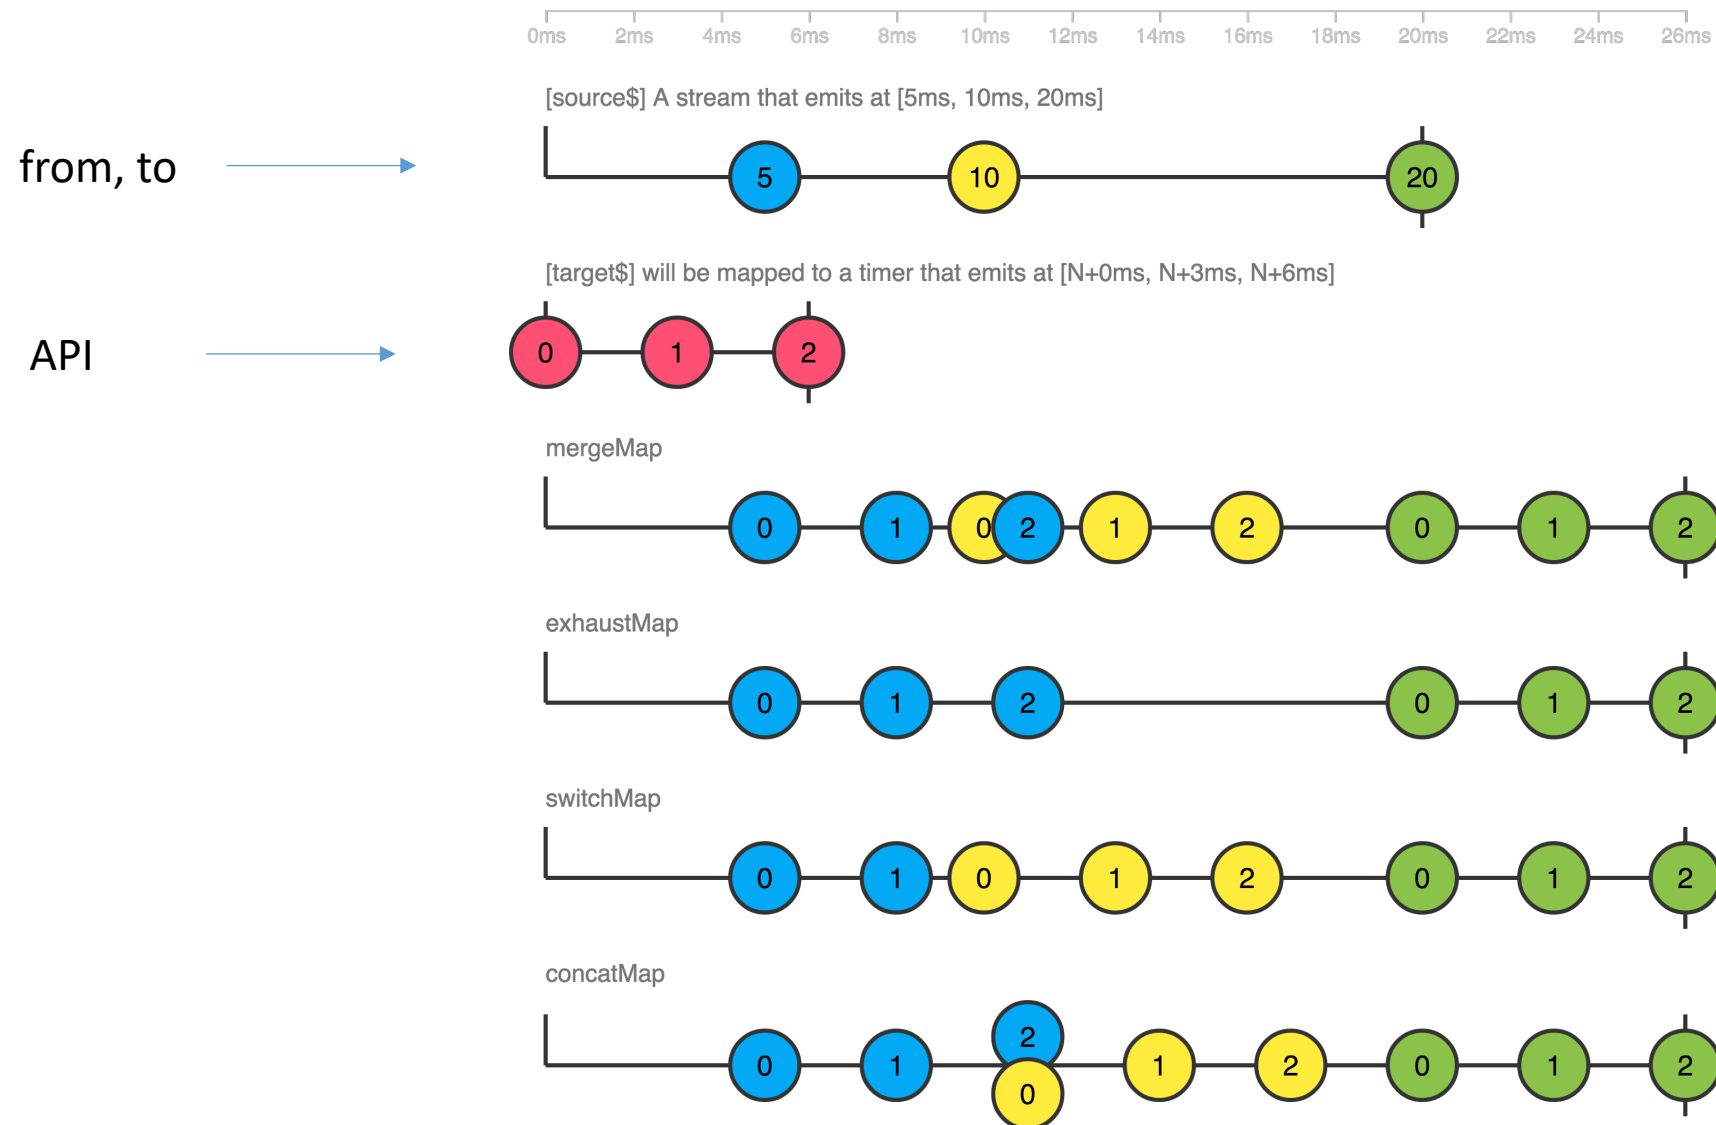 0ms 2ms 4ms 6ms 8ms 10ms 12ms 14ms 16ms 18ms 20ms 22ms 24ms 26ms
[source$] A stream that emits at [5ms, 10ms, 20ms]
from, to
5 10 20
[target$] will be mapped to a timer that emits at [N+0ms, N+3ms, N+6ms]
API
0 1 2
mergeMap
0 1 0 2 1 2 0 1 2
exhaustMap
0 1 2 0 1 2
switchMap
0 1 0 1 2 0 1 2
concatMap
2
0 1 1 2 0 1 2
0